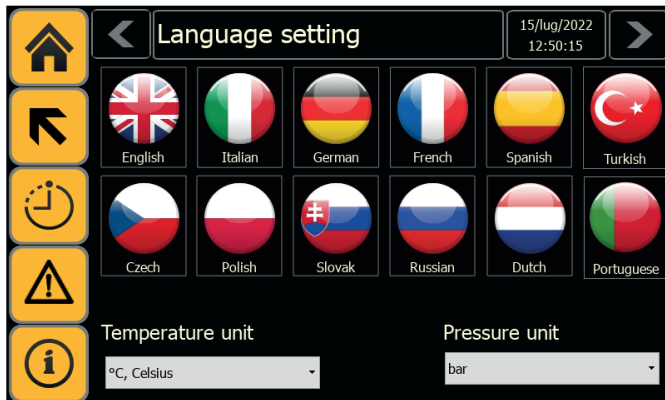 Language setting
15/lug/2022
12:50:15
English
Italian
German
French
Spanish
Turkish
Czech
Polish
Slovak
Russian
Dutch
Portuguese
Temperature unit
Pressure unit
°C, Celsius
bar